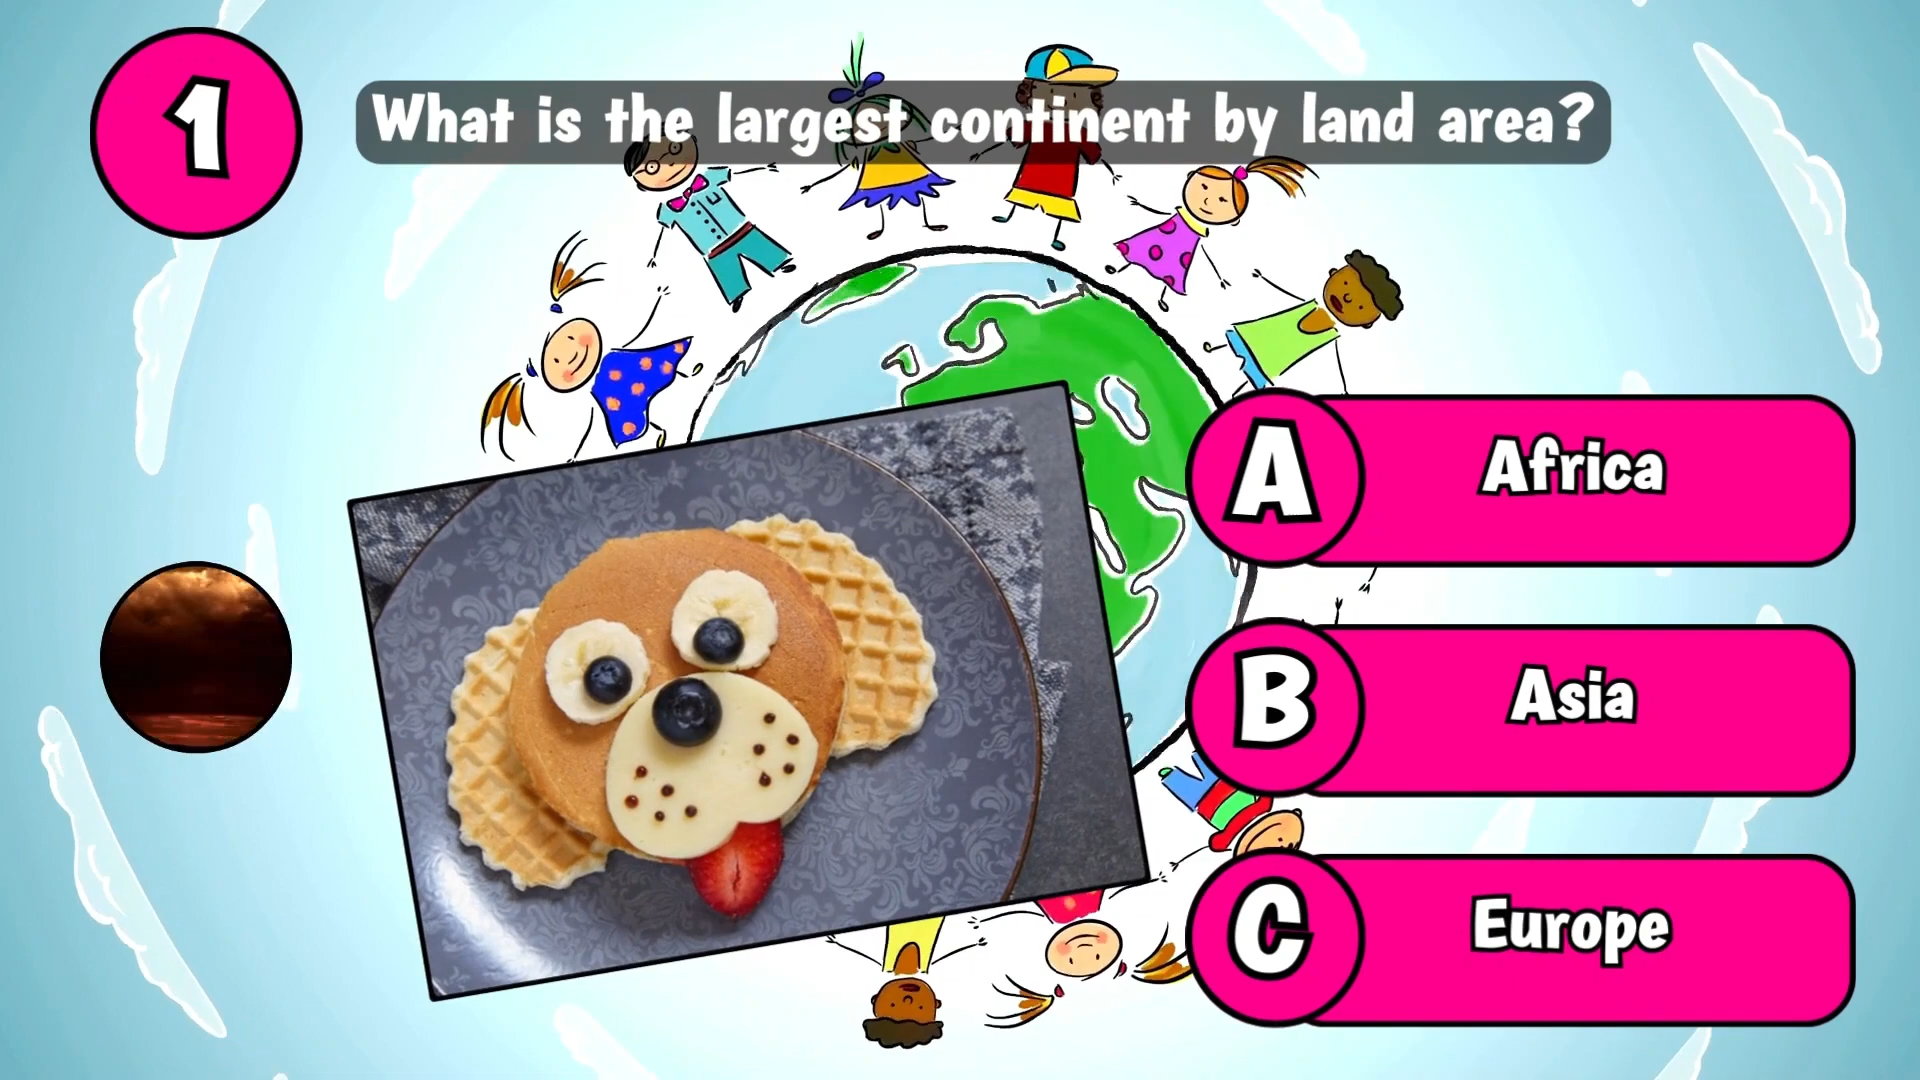 1
What is the largest continent by land area?
A
Africa
B
Asia
C
Europe